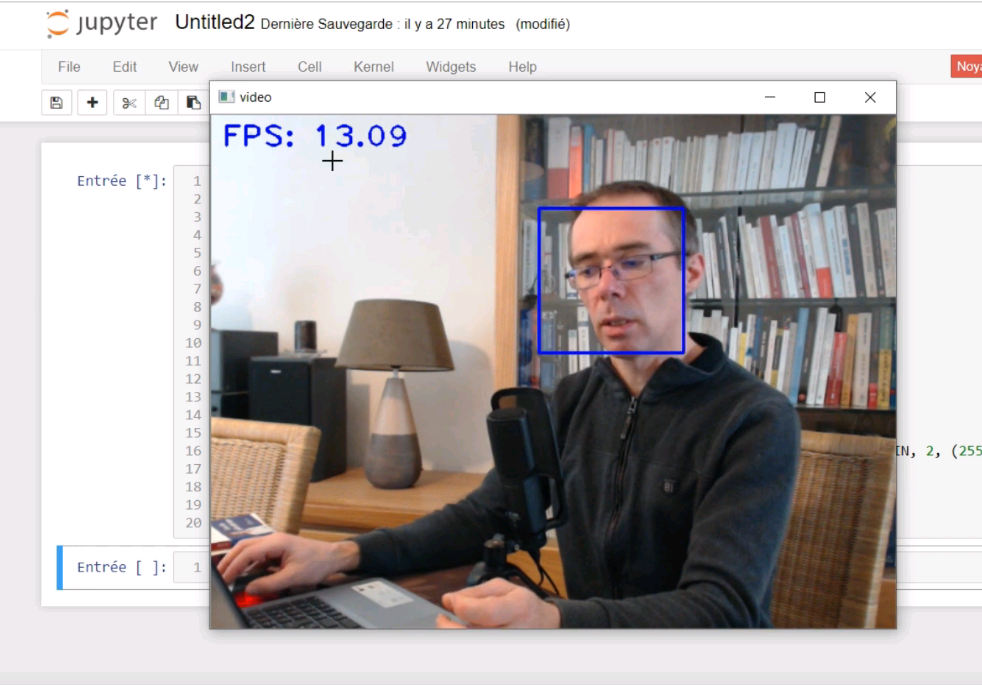 jupyter Untitled2 Dernière Sauvegarde : il y a 27 minutes (modifié)
File Edit View Insert Cell Kernel Widgets Help
video
FPS: 13.09
Entrée [*]:
1
2
3
4
5
6
7
8
9
10
11
12
13
14
15
16 IN, 2, (255
17
18
19
20
Entrée [ ]: 1